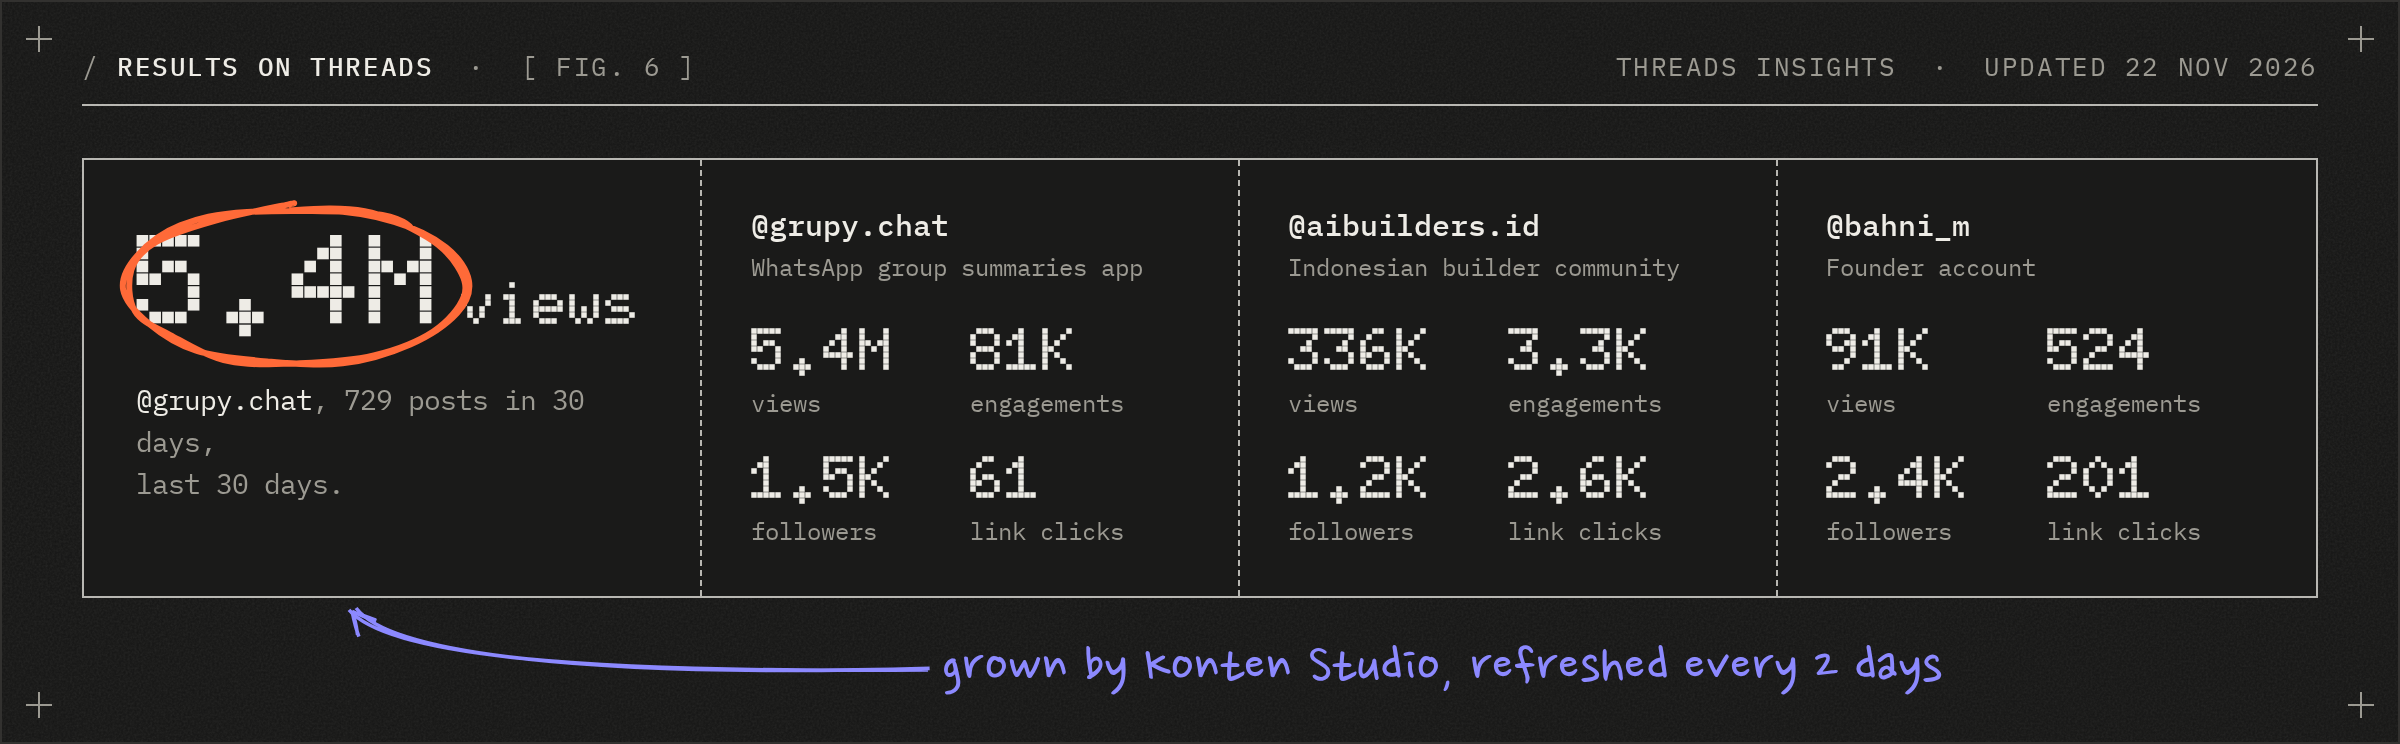 / RESULTS ON THREADS · [ FIG. 6 ]
THREADS INSIGHTS · UPDATED 22 NOV 2026
5.4M views
@grupy.chat, 729 posts in 30
days,
last 30 days.
@grupy.chat
WhatsApp group summaries app
5.4M 81K
views engagements
1.5K 61
followers link clicks
@aibuilders.id
Indonesian builder community
336K 3.3K
views engagements
1.2K 2.6K
followers link clicks
@bahni_m
Founder account
91K 524
views engagements
2.4K 201
followers link clicks
grown by Konten Studio, refreshed every 2 days